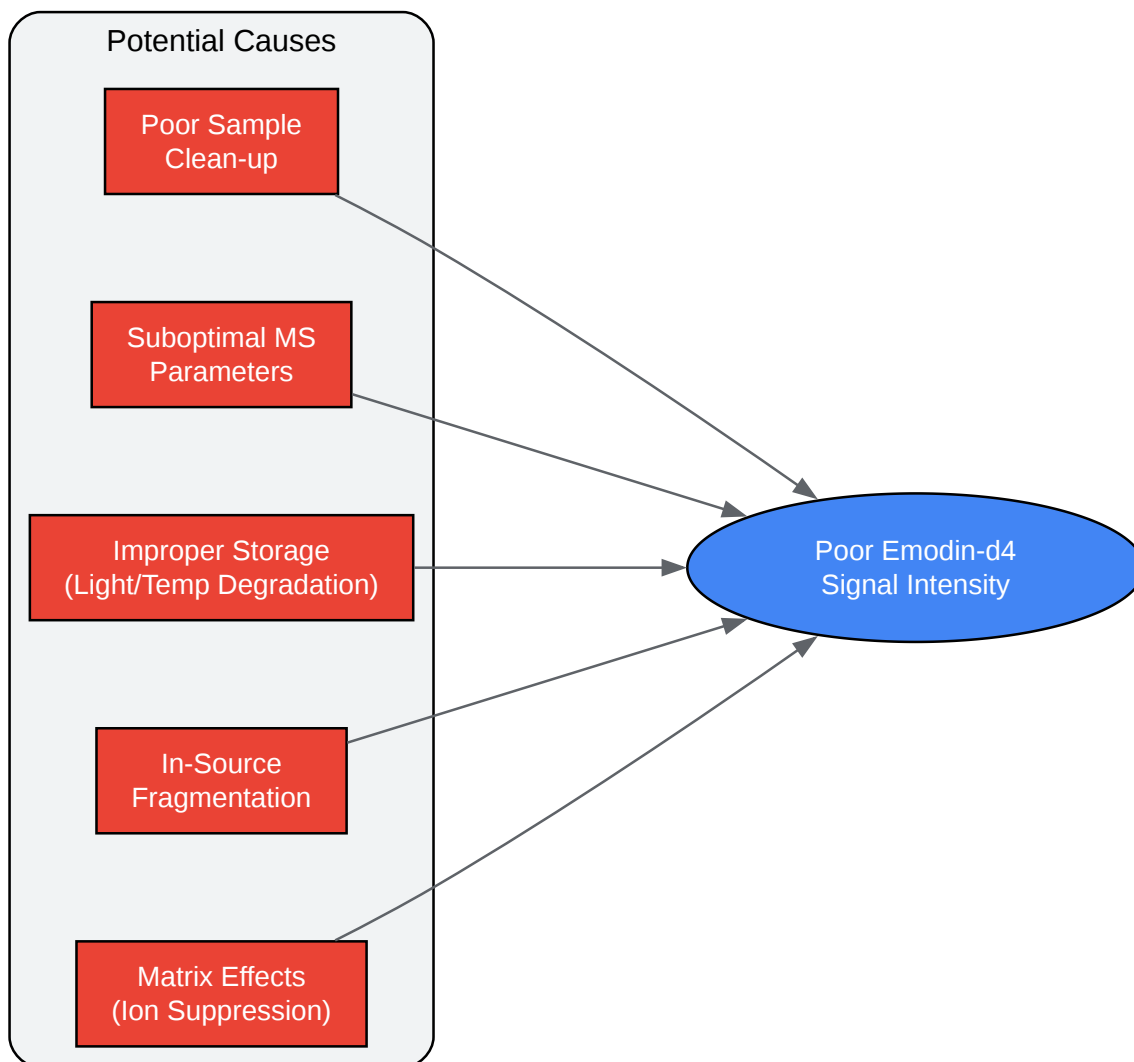 Potential Causes
Poor Sample
Clean-up
Suboptimal MS
Parameters
Improper Storage
(Light/Temp Degradation)
In-Source
Fragmentation
Matrix Effects
(Ion Suppression)
Poor Emodin-d4
Signal Intensity